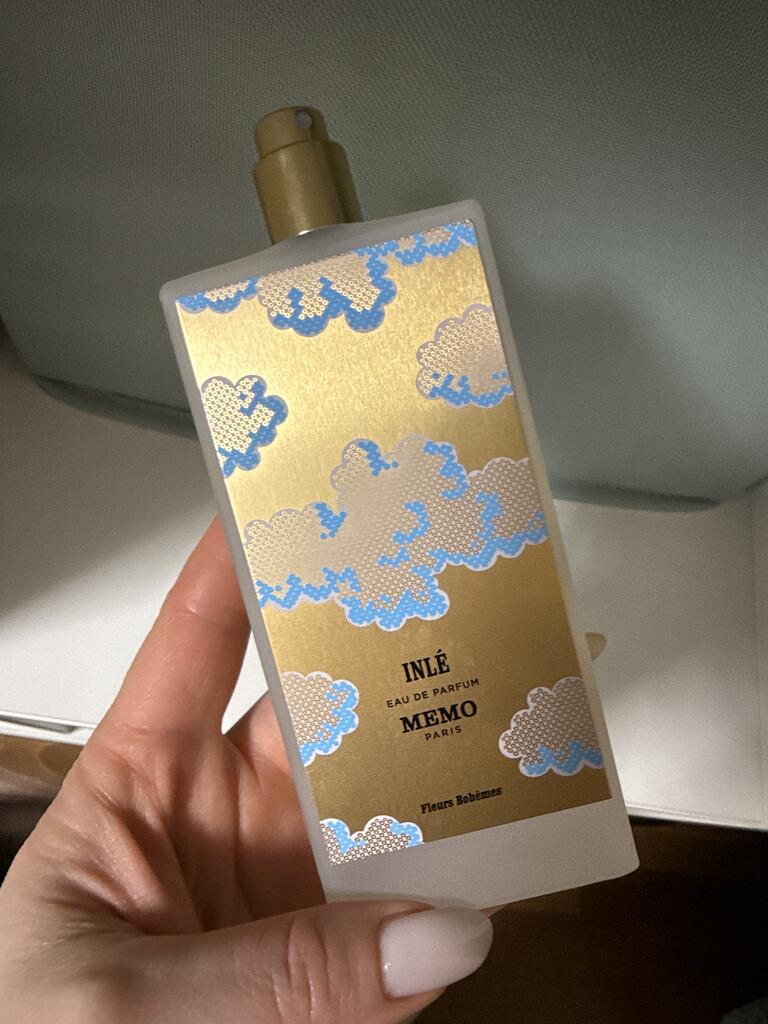 INLÉ
EAU DE PARFUM
MEMO
PARIS
Fleurs Bohèmes